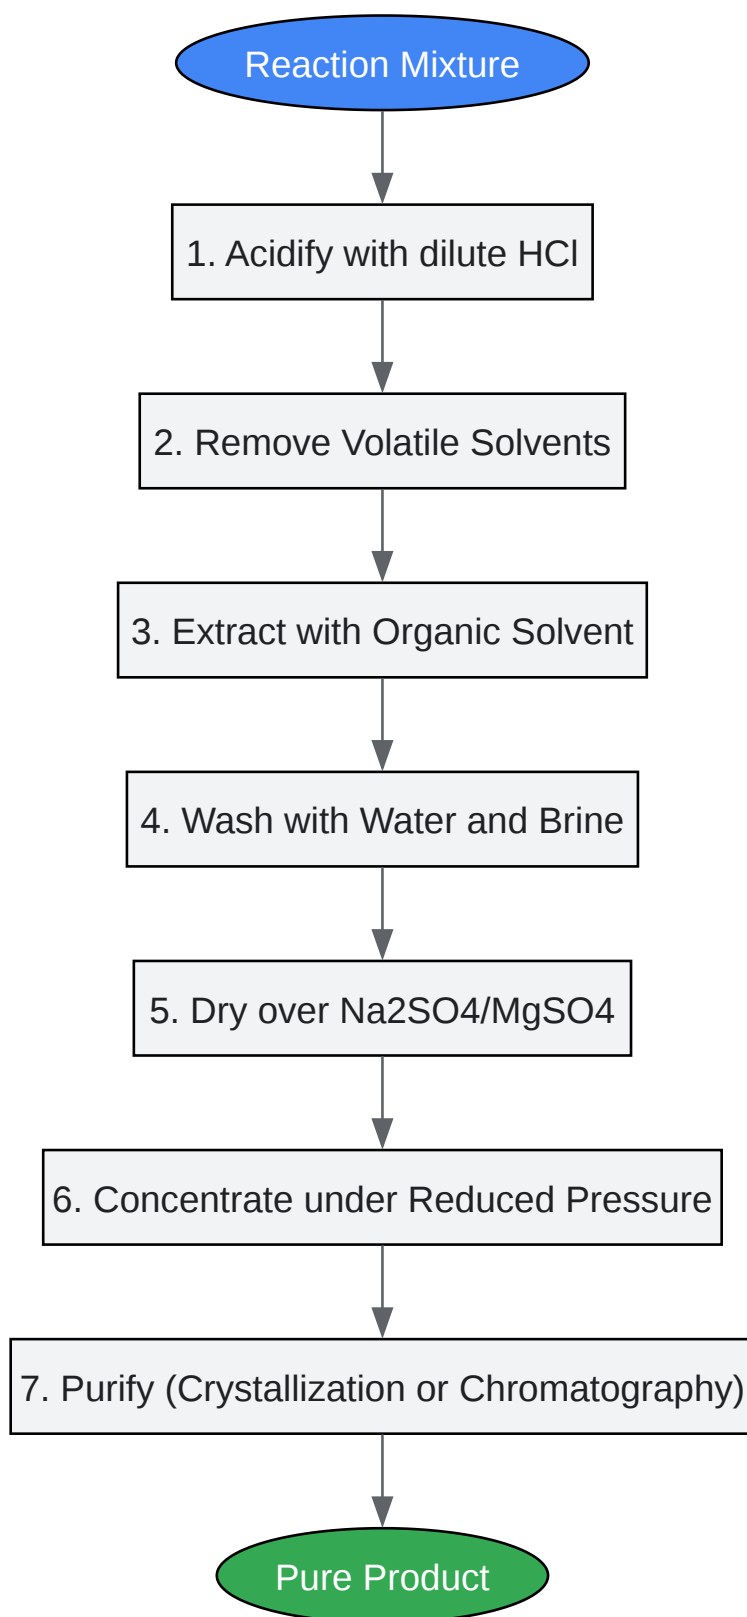 Reaction Mixture
1. Acidify with dilute HCl
2. Remove Volatile Solvents
3. Extract with Organic Solvent
4. Wash with Water and Brine
5. Dry over Na2SO4/MgSO4
6. Concentrate under Reduced Pressure
7. Purify (Crystallization or Chromatography)
Pure Product